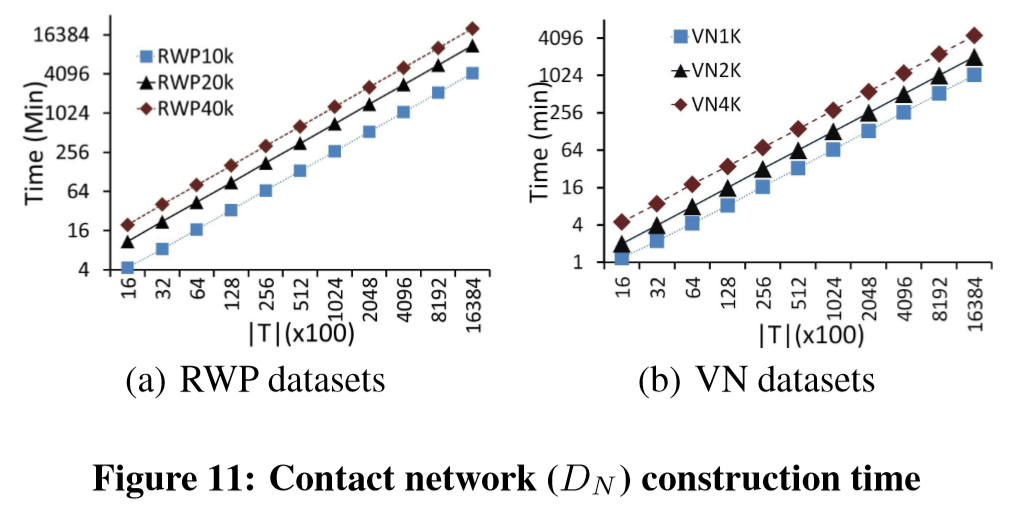 Time (Min)
16384
4096
1024
256
64
16
4
RWP10k
RWP20k
RWP40k
16 32 64 128 256 512 1024 2048 4096 8192 16384
|T| (x100)
(a) RWP datasets
Time (min)
4096
1024
256
64
16
4
1
VN1K
VN2K
VN4K
16 32 64 128 256 512 1024 2048 4096 8192 16384
|T| (x100)
(b) VN datasets
Figure 11: Contact network (D_N) construction time